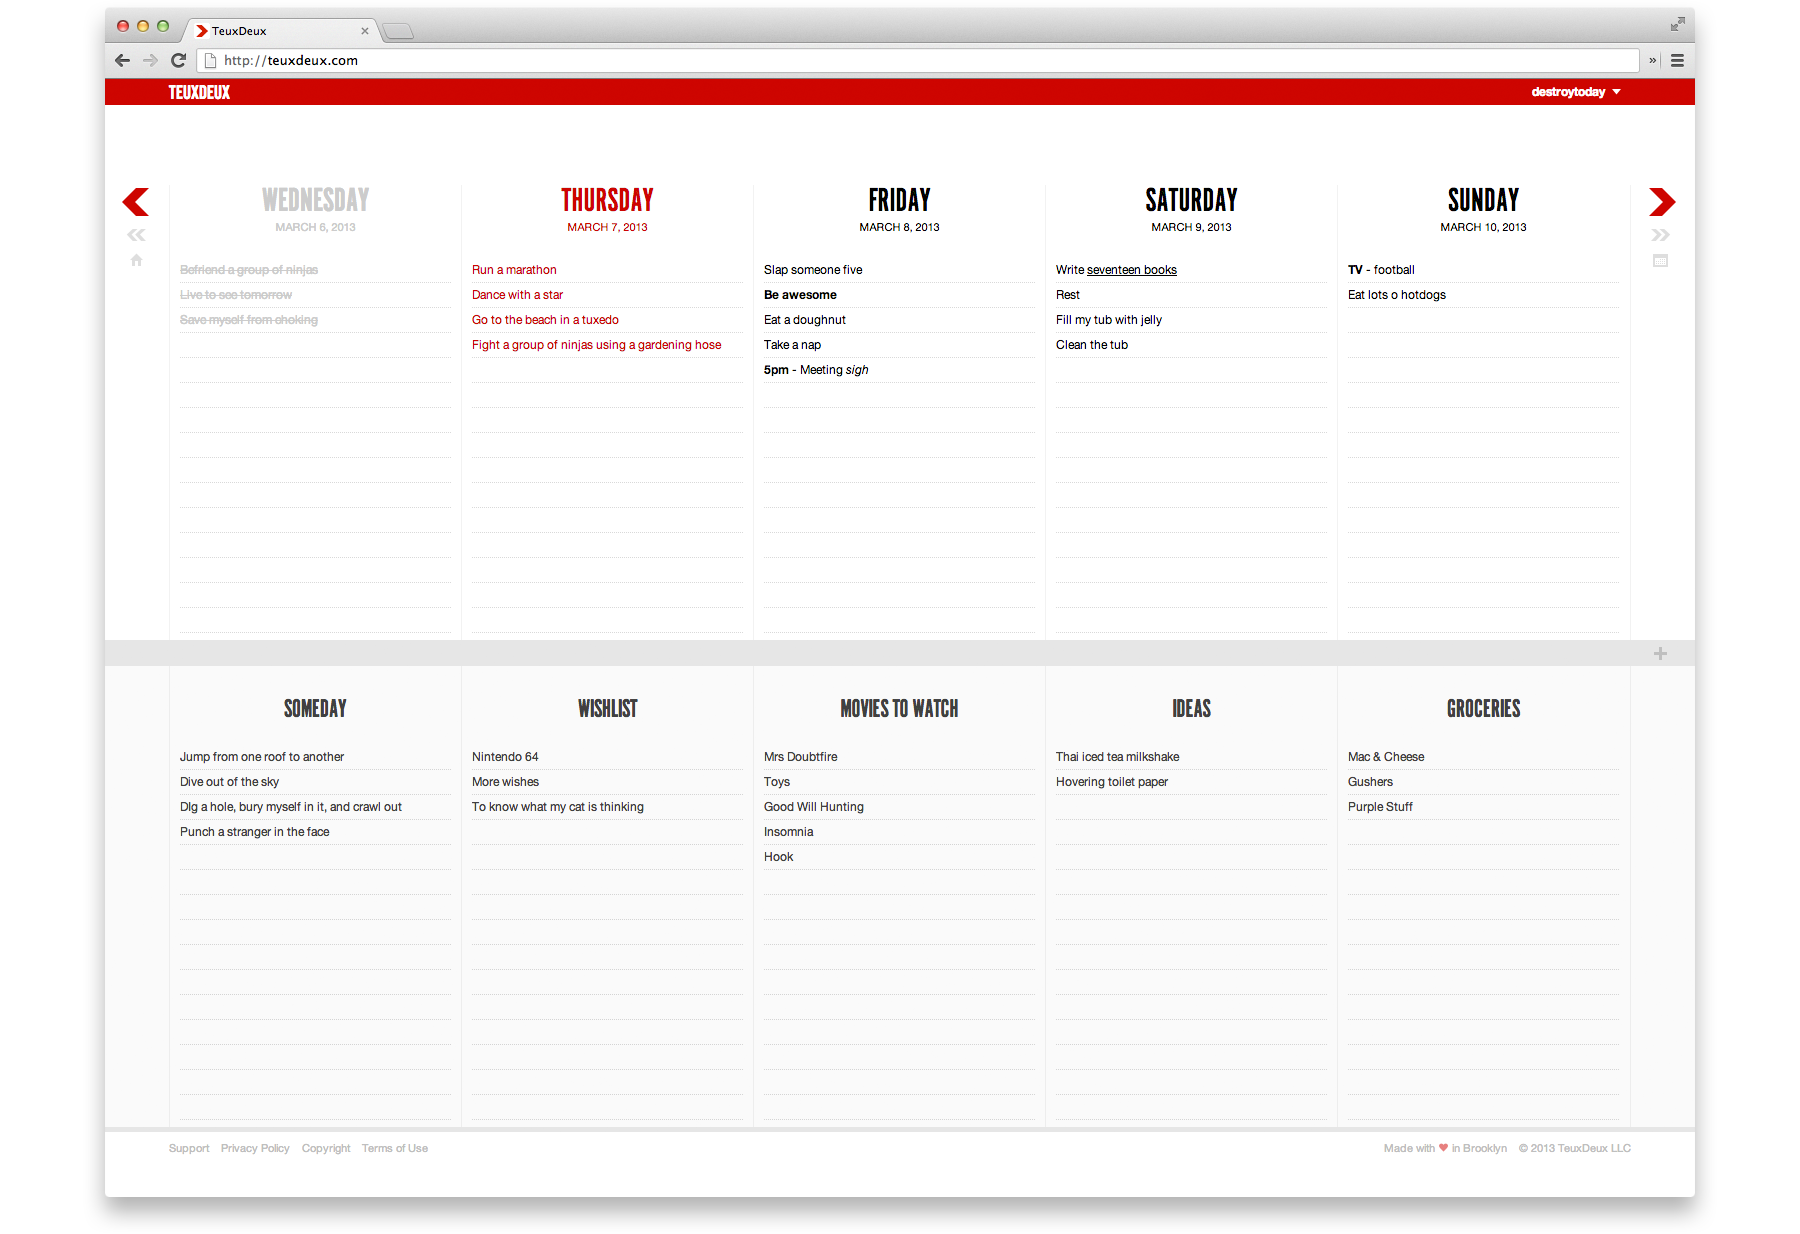 TeuxDeux
http://teuxdeux.com
TEUXDEUX
destroytoday
WEDNESDAY
MARCH 6, 2013
Befriend a group of ninjas
Live to see tomorrow
Save myself from choking
THURSDAY
MARCH 7, 2013
Run a marathon
Dance with a star
Go to the beach in a tuxedo
Fight a group of ninjas using a gardening hose
FRIDAY
MARCH 8, 2013
Slap someone five
Be awesome
Eat a doughnut
Take a nap
5pm - Meeting sigh
SATURDAY
MARCH 9, 2013
Write seventeen books
Rest
Fill my tub with jelly
Clean the tub
SUNDAY
MARCH 10, 2013
TV - football
Eat lots o hotdogs
SOMEDAY
Jump from one roof to another
Dive out of the sky
DIg a hole, bury myself in it, and crawl out
Punch a stranger in the face
WISHLIST
Nintendo 64
More wishes
To know what my cat is thinking
MOVIES TO WATCH
Mrs Doubtfire
Toys
Good Will Hunting
Insomnia
Hook
IDEAS
Thai iced tea milkshake
Hovering toilet paper
GROCERIES
Mac & Cheese
Gushers
Purple Stuff
Support Privacy Policy Copyright Terms of Use
Made with ♥ in Brooklyn © 2013 TeuxDeux LLC